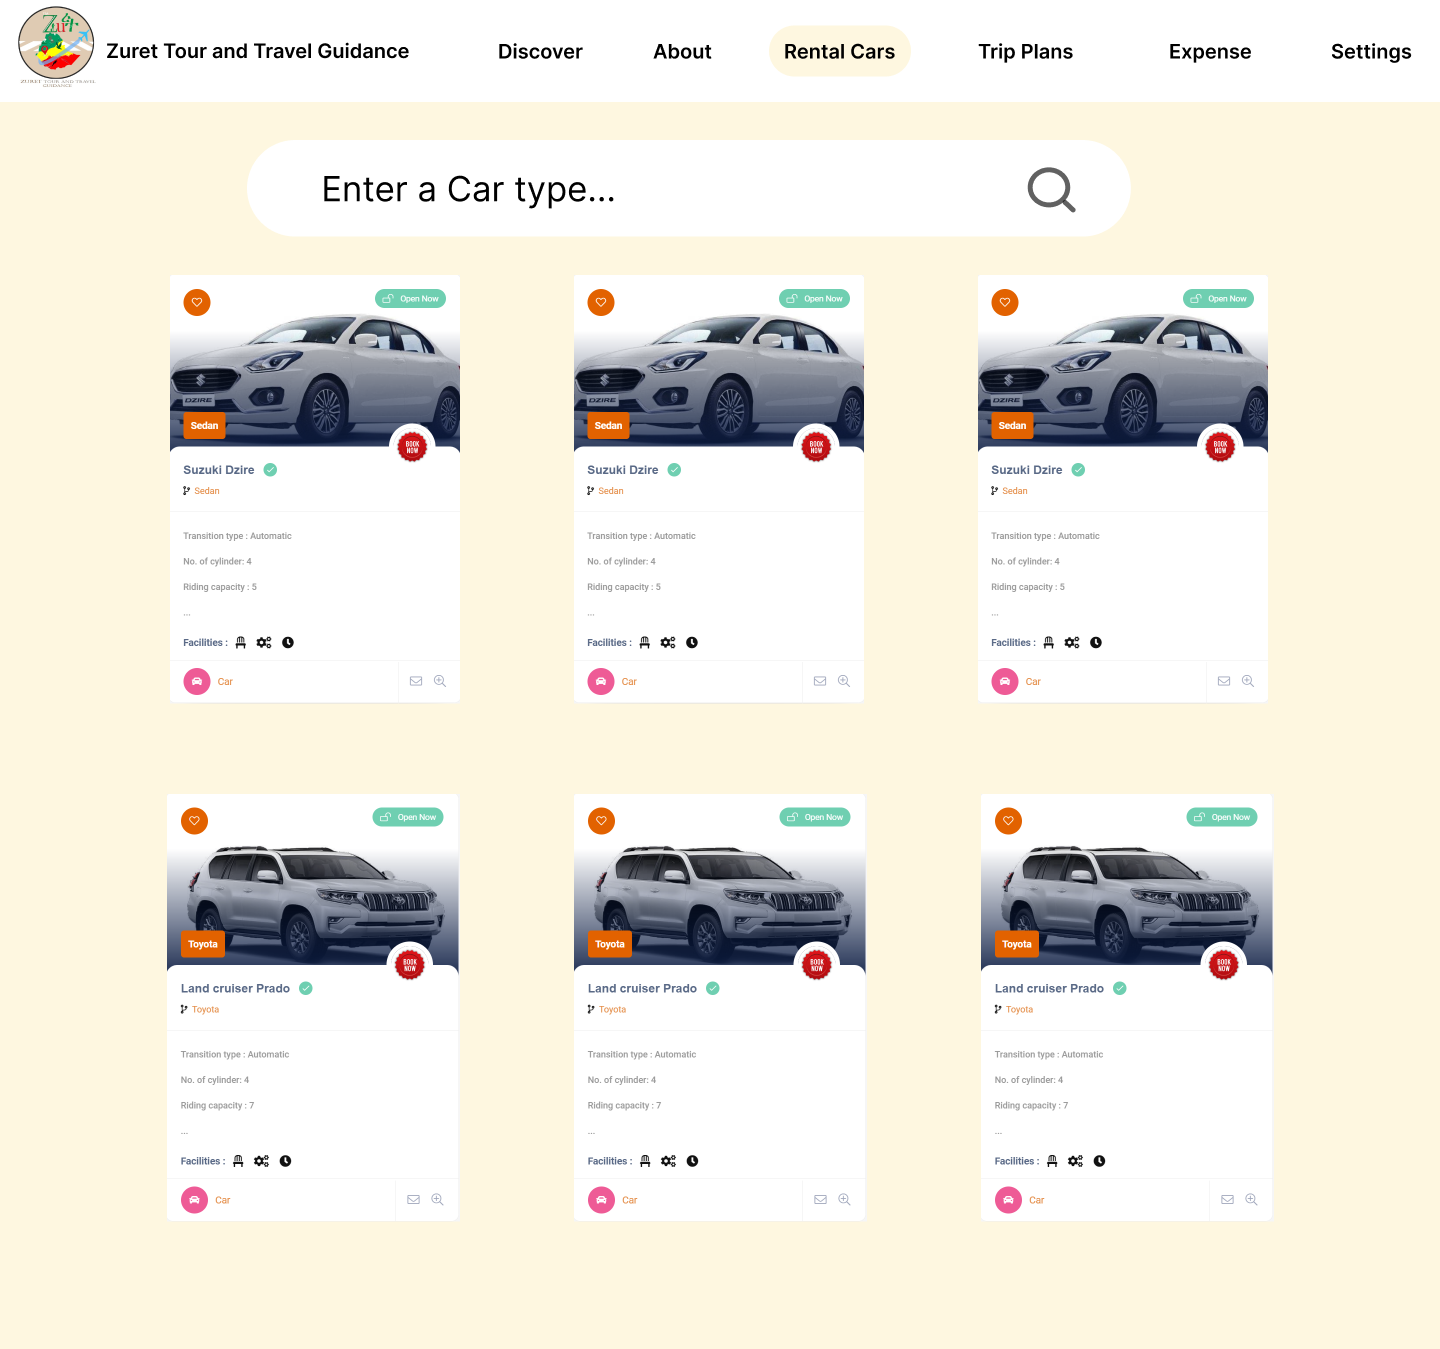 Zuret
ZURET TOUR AND TRAVEL
GUIDANCE
Zuret Tour and Travel Guidance
Discover
About
Rental Cars
Trip Plans
Expense
Settings
Enter a Car type...
Open Now
DZIRE
Sedan
BOOK
NOW
Suzuki Dzire
Sedan
Transition type : Automatic
No. of cylinder: 4
Riding capacity : 5
...
Facilities :
Car
Open Now
DZIRE
Sedan
BOOK
NOW
Suzuki Dzire
Sedan
Transition type : Automatic
No. of cylinder: 4
Riding capacity : 5
...
Facilities :
Car
Open Now
DZIRE
Sedan
BOOK
NOW
Suzuki Dzire
Sedan
Transition type : Automatic
No. of cylinder: 4
Riding capacity : 5
...
Facilities :
Car
Open Now
Toyota
BOOK
NOW
Land cruiser Prado
Toyota
Transition type : Automatic
No. of cylinder: 4
Riding capacity : 7
...
Facilities :
Car
Open Now
Toyota
BOOK
NOW
Land cruiser Prado
Toyota
Transition type : Automatic
No. of cylinder: 4
Riding capacity : 7
...
Facilities :
Car
Open Now
Toyota
BOOK
NOW
Land cruiser Prado
Toyota
Transition type : Automatic
No. of cylinder: 4
Riding capacity : 7
...
Facilities :
Car